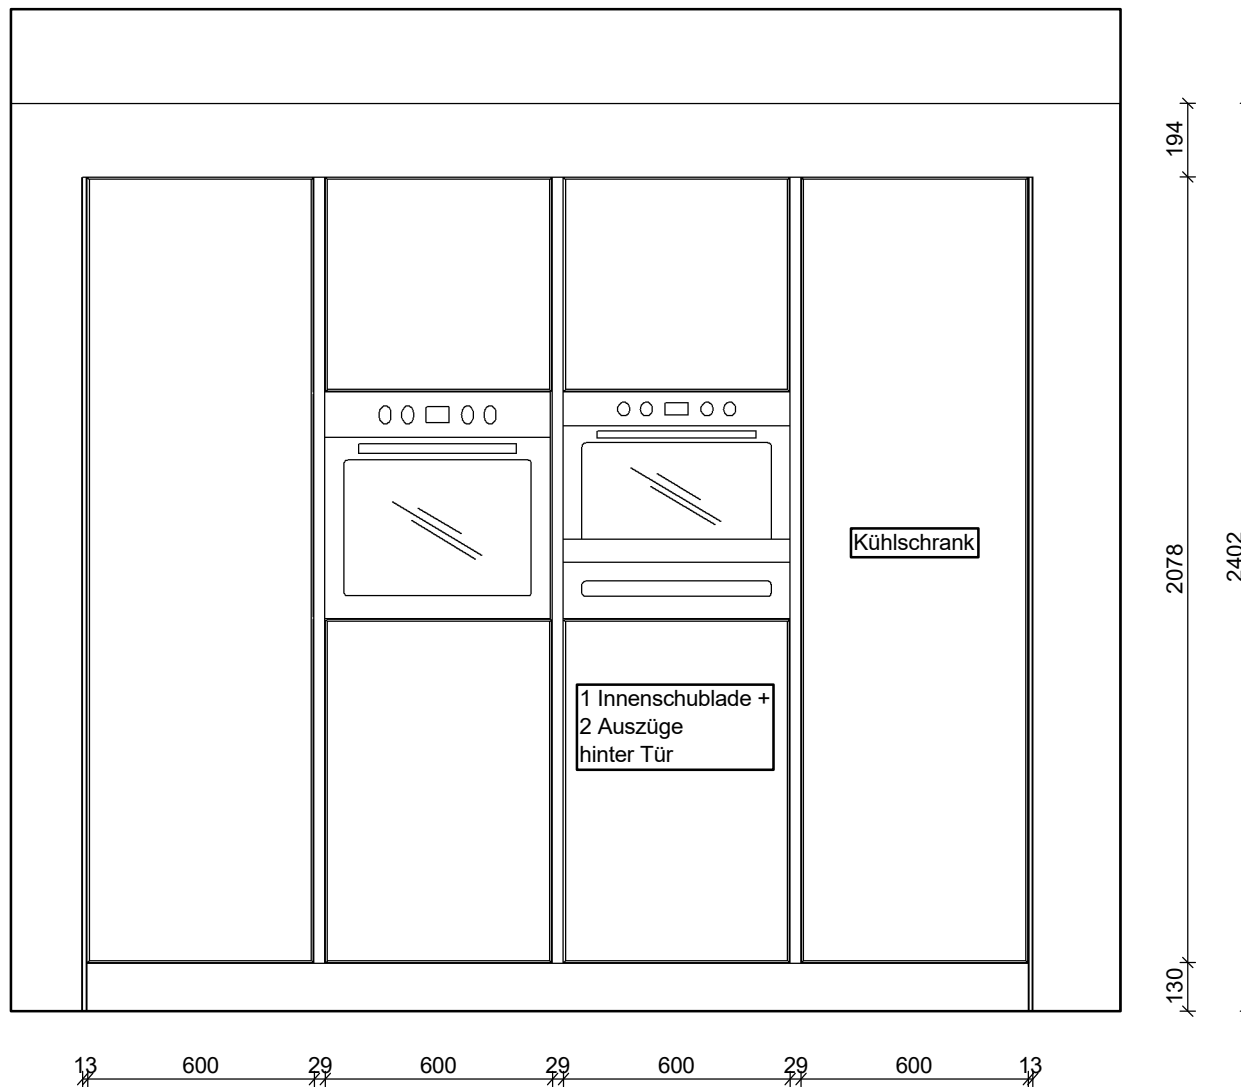 194
Kühlschrank
2078
2402
1 Innenschublade +
2 Auszüge
hinter Tür
130
13 600 29 600 29 600 29 600 13